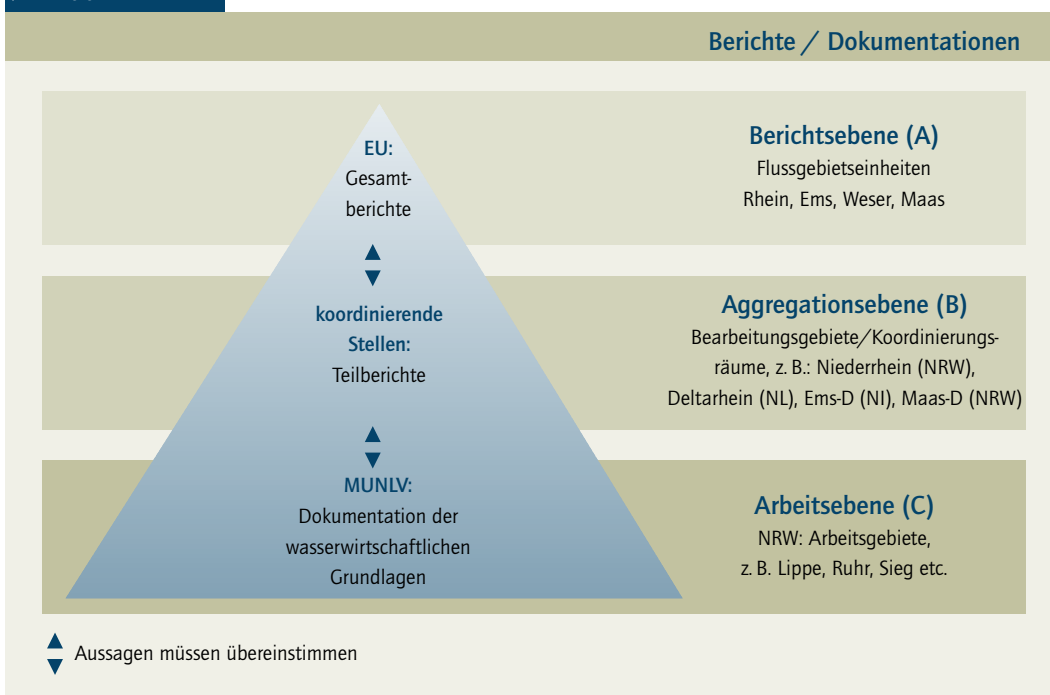 Berichte / Dokumentationen
EU:
Gesamt-
berichte
Berichtsebene (A)
Flussgebietseinheiten
Rhein, Ems, Weser, Maas
koordinierende
Stellen:
Teilberichte
Aggregationsebene (B)
Bearbeitungsgebiete/Koordinierungs-
räume, z. B.: Niederrhein (NRW),
Deltarhein (NL), Ems-D (NI), Maas-D (NRW)
MUNLV:
Dokumentation der
wasserwirtschaftlichen
Grundlagen
Arbeitsebene (C)
NRW: Arbeitsgebiete,
z. B. Lippe, Ruhr, Sieg etc.
Aussagen müssen übereinstimmen